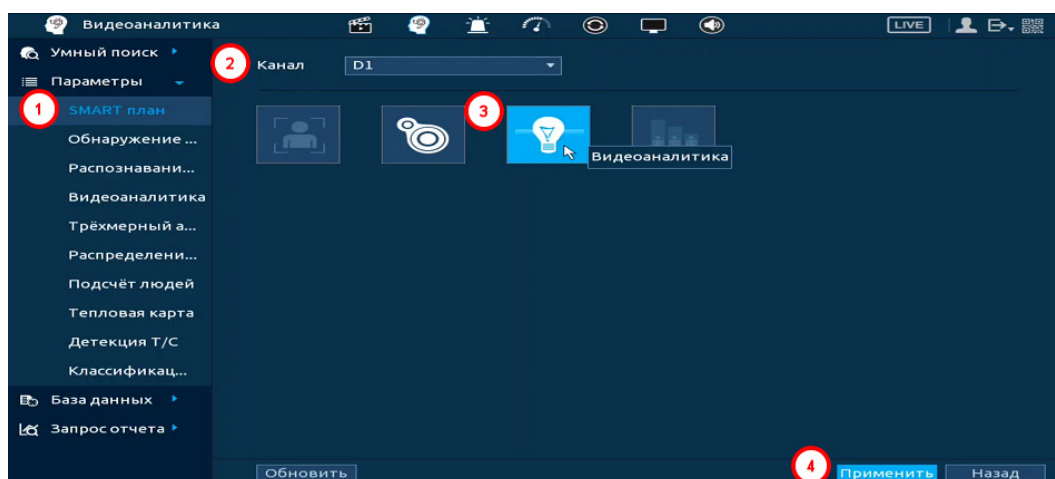 Видеоаналитика
LIVE
Умный поиск
Параметры
1
SMART план
Обнаружение ...
Распознавани...
Видеоаналитика
Трёхмерный а...
Распределени...
Подсчёт людей
Тепловая карта
Детекция Т/С
Классификац...
База данных
Запрос отчета
2
Канал D1
3
Видеоаналитика
Обновить
4
Применить
Назад